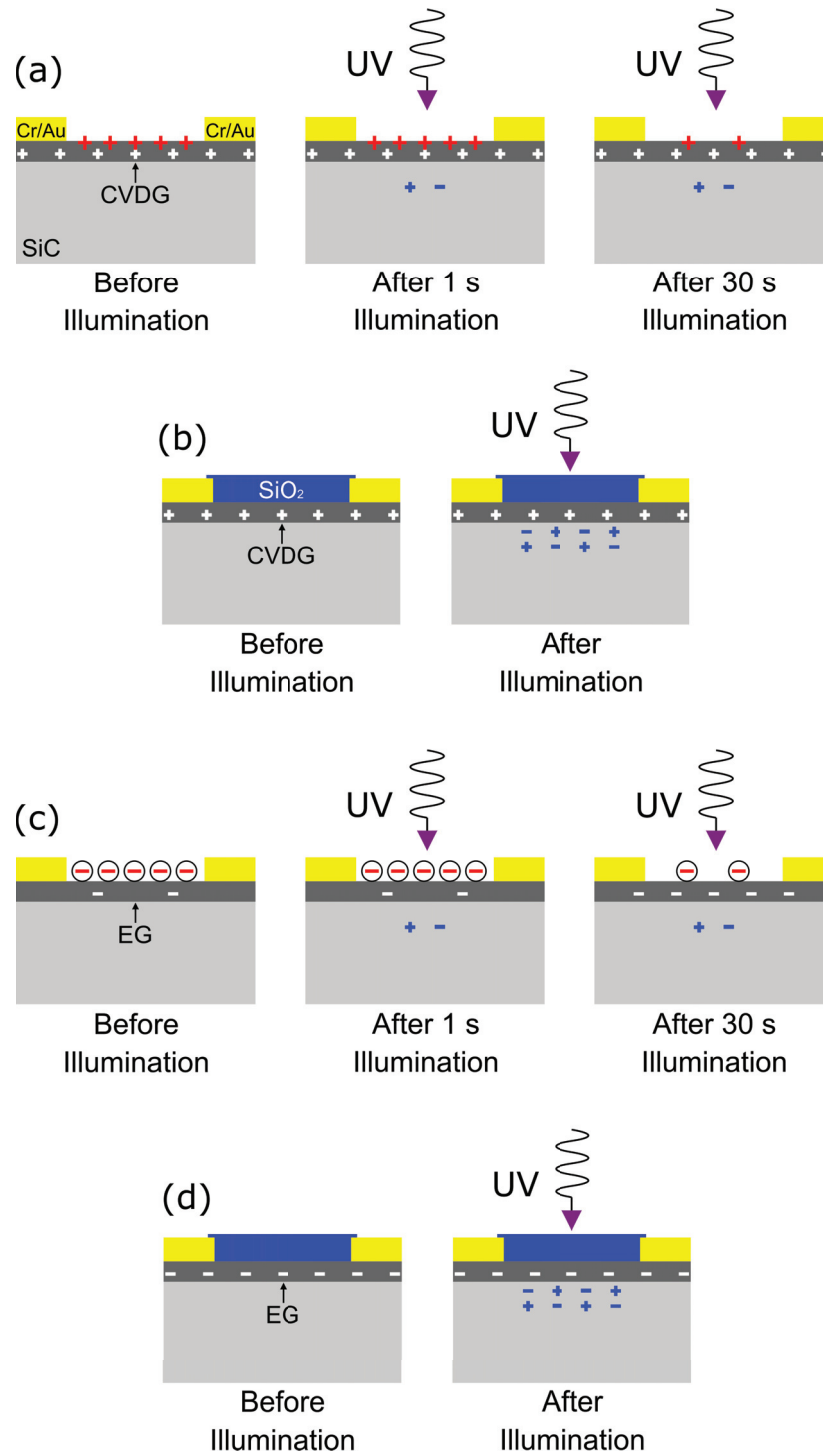 (a)
UV
UV
Cr/Au
Cr/Au
CVDG
SiC
Before
Illumination
After 1 s
Illumination
After 30 s
Illumination
(b)
UV
SiO₂
CVDG
Before
Illumination
After
Illumination
(c)
UV
UV
EG
Before
Illumination
After 1 s
Illumination
After 30 s
Illumination
(d)
UV
EG
Before
Illumination
After
Illumination